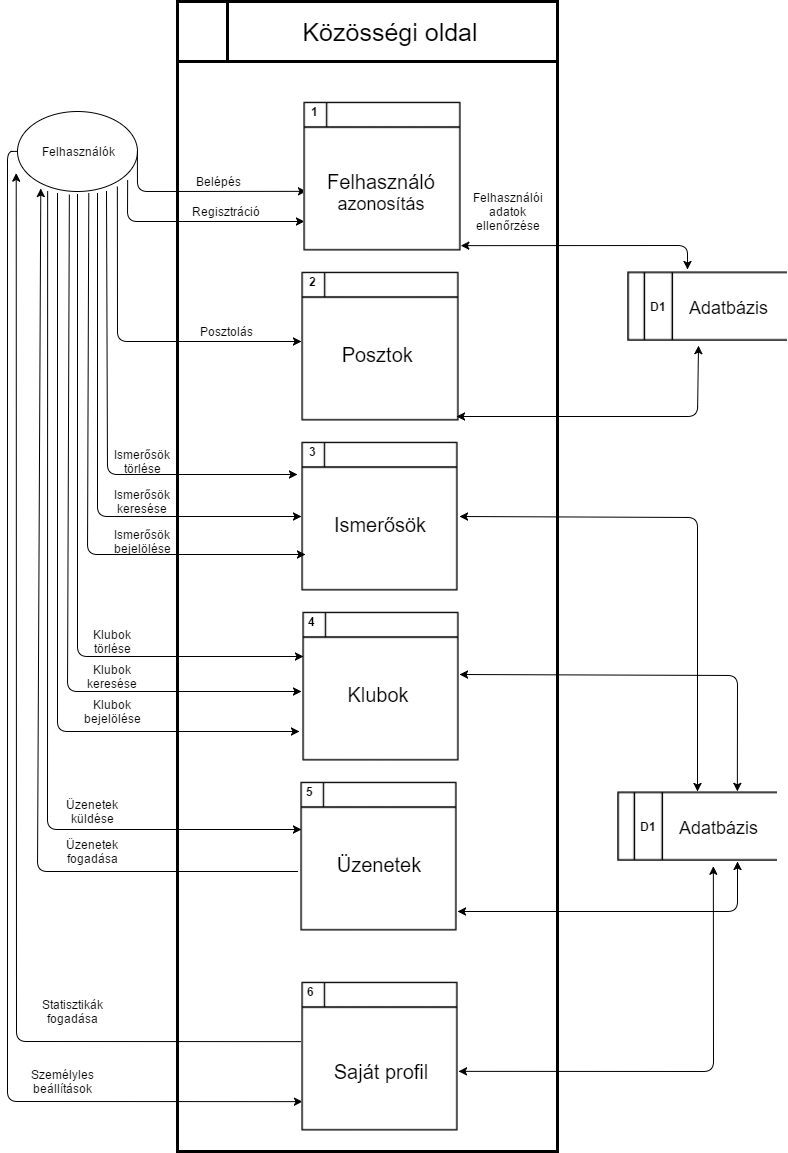 Közösségi oldal
1
Felhasználók
Belépés
Felhasználó
azonosítás
Regisztráció
Felhasználói
adatok
ellenőrzése
2
D1
Adatbázis
Posztolás
Posztok
3
Ismerősök
törlése
Ismerősök
keresése
Ismerősök
Ismerősök
bejelölése
4
Klubok
törlése
Klubok
keresése
Klubok
Klubok
bejelölése
5
Üzenetek
küldése
D1
Adatbázis
Üzenetek
fogadása
Üzenetek
6
Statisztikák
fogadása
Személyles
beállítások
Saját profil